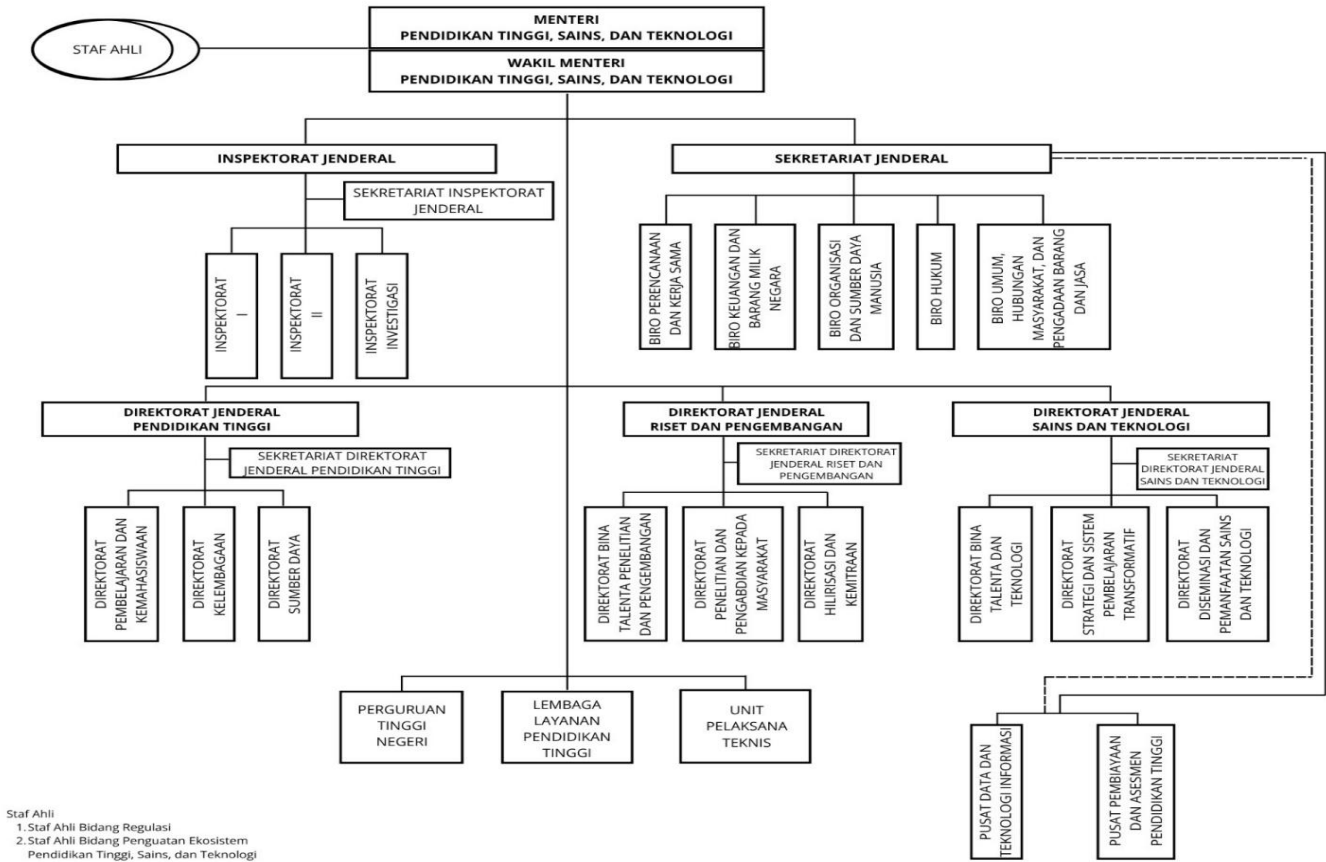 MENTERI
PENDIDIKAN TINGGI, SAINS, DAN TEKNOLOGI
STAF AHLI
WAKIL MENTERI
PENDIDIKAN TINGGI, SAINS, DAN TEKNOLOGI
INSPEKTORAT JENDERAL
SEKRETARIAT JENDERAL
SEKRETARIAT INSPEKTORAT
JENDERAL
INSPEKTORAT
I
INSPEKTORAT
II
INSPEKTORAT
INVESTIGASI
BIRO PERENCANAAN
DAN KERJA SAMA
BIRO KEUANGAN DAN
BARANG MILIK
NEGARA
BIRO ORGANISASI
DAN SUMBER DAYA
MANUSIA
BIRO HUKUM
BIRO UMUM,
HUBUNGAN
MASYARAKAT, DAN
PENGADAAN BARANG
DAN JASA
DIREKTORAT JENDERAL
PENDIDIKAN TINGGI
DIREKTORAT JENDERAL
RISET DAN PENGEMBANGAN
DIREKTORAT JENDERAL
SAINS DAN TEKNOLOGI
SEKRETARIAT DIREKTORAT
JENDERAL PENDIDIKAN TINGGI
SEKRETARIAT DIREKTORAT
JENDERAL RISET DAN
PENGEMBANGAN
SEKRETARIAT
DIREKTORAT JENDERAL
SAINS DAN TEKNOLOGI
DIREKTORAT
PEMBELAJARAN DAN
KEMAHASISWAAN
DIREKTORAT
KELEMBAGAAN
DIREKTORAT
SUMBER DAYA
DIREKTORAT BINA
TALENTA PENELITIAN
DAN PENGEMBANGAN
DIREKTORAT
PENELITIAN DAN
PENGABDIAN KEPADA
MASYARAKAT
DIREKTORAT
HILIRISASI DAN
KEMITRAAN
DIREKTORAT BINA
TALENTA DAN
TEKNOLOGI
DIREKTORAT
STRATEGI DAN SISTEM
PEMBELAJARAN
TRANSFORMATIF
DIREKTORAT
DISEMINASI DAN
PEMANFAATAN SAINS
DAN TEKNOLOGI
PERGURUAN
TINGGI
NEGERI
LEMBAGA
LAYANAN
PENDIDIKAN
TINGGI
UNIT
PELAKSANA
TEKNIS
PUSAT DATA DAN
TEKNOLOGI INFORMASI
PUSAT PEMBIAYAAN
DAN ASESMEN
PENDIDIKAN TINGGI
Staf Ahli
1. Staf Ahli Bidang Regulasi
2. Staf Ahli Bidang Penguatan Ekosistem
Pendidikan Tinggi, Sains, dan Teknologi